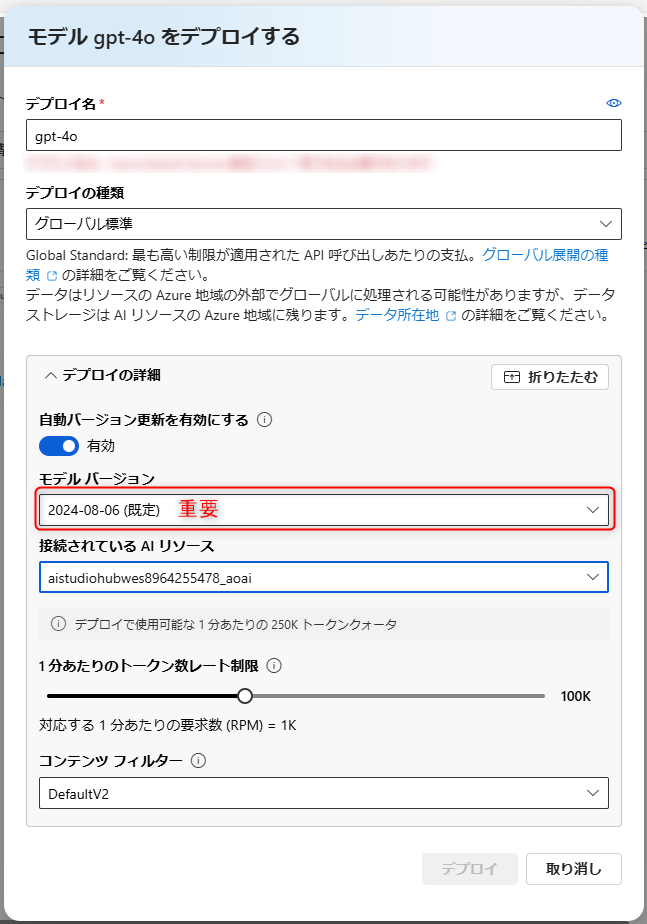 モデル gpt-4o をデプロイする
デプロイ名 *
gpt-4o
デプロイの種類
グローバル標準
Global Standard: 最も高い制限が適用された API 呼び出しあたりの支払。グローバル展開の種
類 の詳細をご覧ください。
データはリソースの Azure 地域の外部でグローバルに処理される可能性がありますが、データ
ストレージは AI リソースの Azure 地域に残ります。データ所在地 の詳細をご覧ください。
デプロイの詳細
折りたたむ
自動バージョン更新を有効にする
有効
モデル バージョン
2024-08-06 (既定) 重要
接続されている AI リソース
aistudiohubwes8964255478_aoai
デプロイで使用可能な 1 分あたりの 250K トークンクォータ
1 分あたりのトークン数レート制限
100K
対応する 1 分あたりの要求数 (RPM) = 1K
コンテンツ フィルター
DefaultV2
デプロイ
取り消し